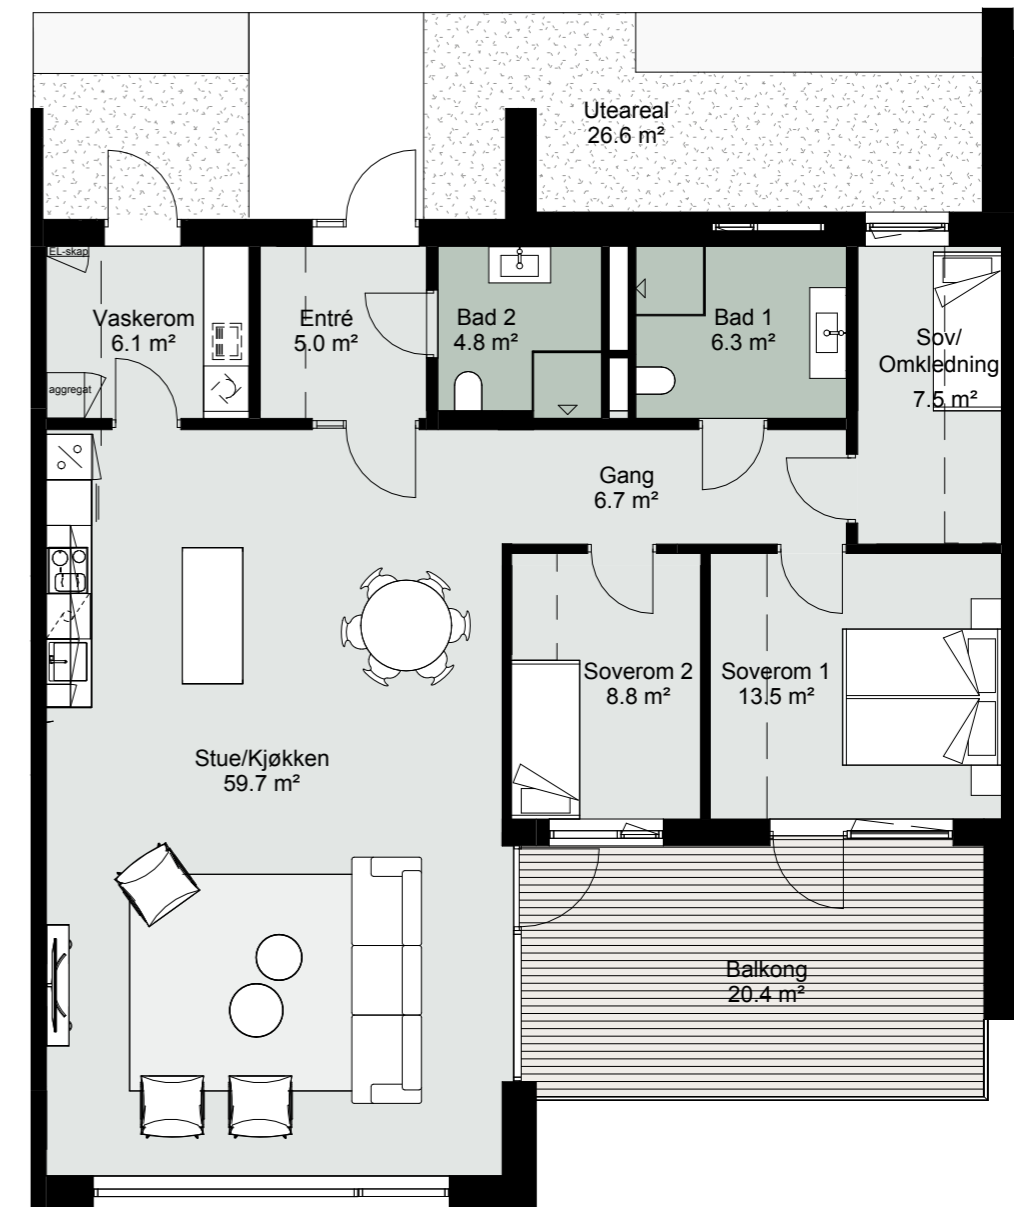 Uteareal
26.6 m²
EL-skap
Vaskerom
6.1 m²
Entré
5.0 m²
Bad 2
4.8 m²
Bad 1
6.3 m²
Sov/
Omkledning
7.5 m²
aggregat
Gang
6.7 m²
Soverom 2
8.8 m²
Soverom 1
13.5 m²
Stue/Kjøkken
59.7 m²
Balkong
20.4 m²